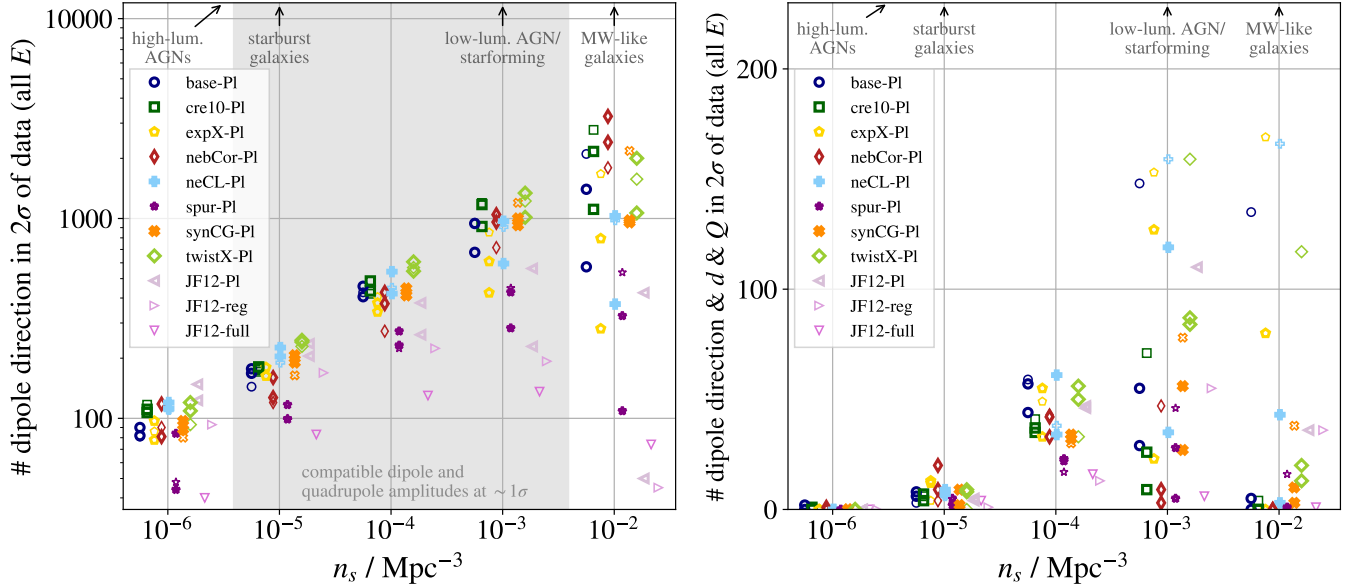 # dipole direction in 2σ of data (all E)
12000
1000
100
high-lum.
AGNs
starburst
galaxies
low-lum. AGN/
starforming
MW-like
galaxies
base-Pl
cre10-Pl
expX-Pl
nebCor-Pl
neCL-Pl
spur-Pl
synCG-Pl
twistX-Pl
JF12-Pl
JF12-reg
JF12-full
compatible dipole and
quadrupole amplitudes at ~1σ
10⁻⁶ 10⁻⁵ 10⁻⁴ 10⁻³ 10⁻²
nₛ / Mpc⁻³
# dipole direction & d & Q in 2σ of data (all E)
200
100
0
high-lum.
AGNs
starburst
galaxies
low-lum. AGN/
starforming
MW-like
galaxies
base-Pl
cre10-Pl
expX-Pl
nebCor-Pl
neCL-Pl
spur-Pl
synCG-Pl
twistX-Pl
JF12-Pl
JF12-reg
JF12-full
10⁻⁶ 10⁻⁵ 10⁻⁴ 10⁻³ 10⁻²
nₛ / Mpc⁻³